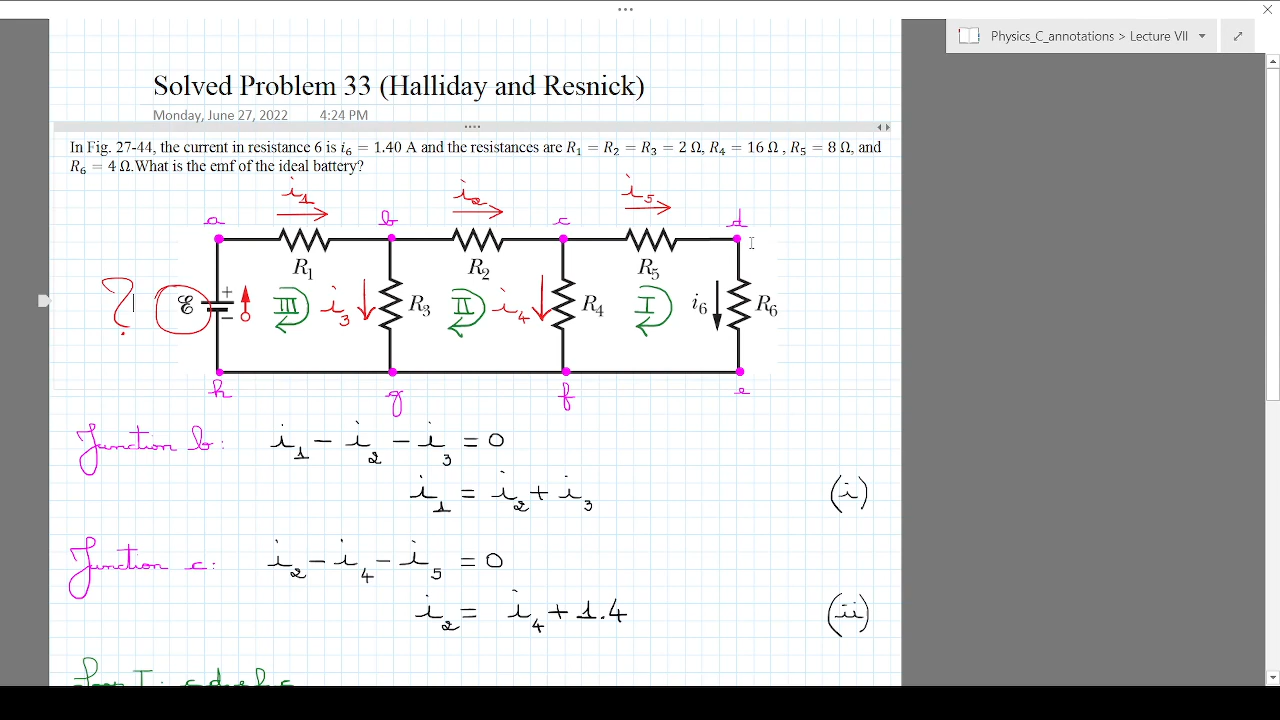 Physics_C_annotations > Lecture VII
Solved Problem 33 (Halliday and Resnick)
Monday, June 27, 2022 4:24 PM
In Fig. 27-44, the current in resistance 6 is i₆ = 1.40 A and the resistances are R₁ = R₂ = R₃ = 2 Ω, R₄ = 16 Ω , R₅ = 8 Ω, and
R₆ = 4 Ω.What is the emf of the ideal battery?
i₁ i₂ i₅
a b c d
R₁ R₂ R₅
? ℰ + − III i₃ R₃ II i₄ R₄ I i₆ R₆
h g f e
Junction b: i₁ − i₂ − i₃ = 0
i₁ = i₂ + i₃ (i)
Junction c: i₂ − i₄ − i₅ = 0
i₂ = i₄ + 1.4 (ii)